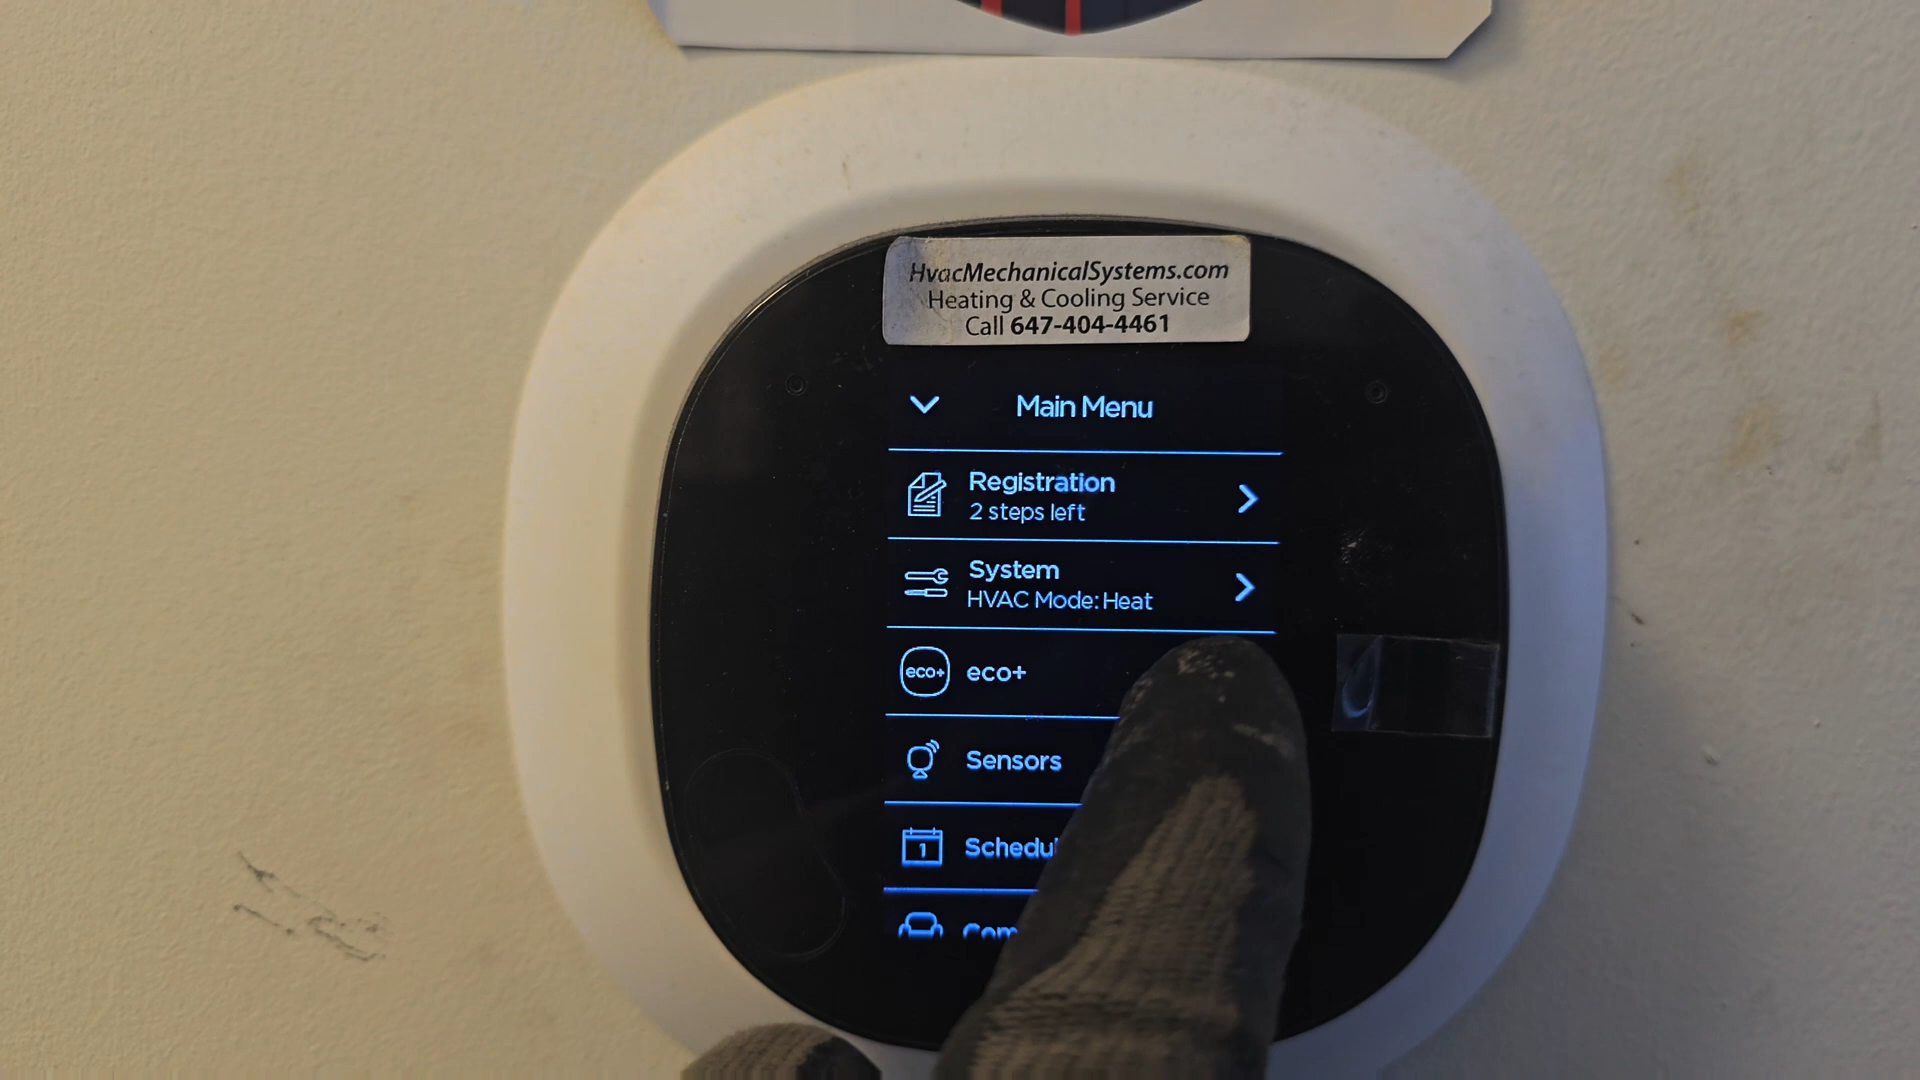 HvacMechanicalSystems.com
Heating & Cooling Service
Call 647-404-4461
Main Menu
Registration
2 steps left
System
HVAC Mode: Heat
eco+ eco+
Sensors
1